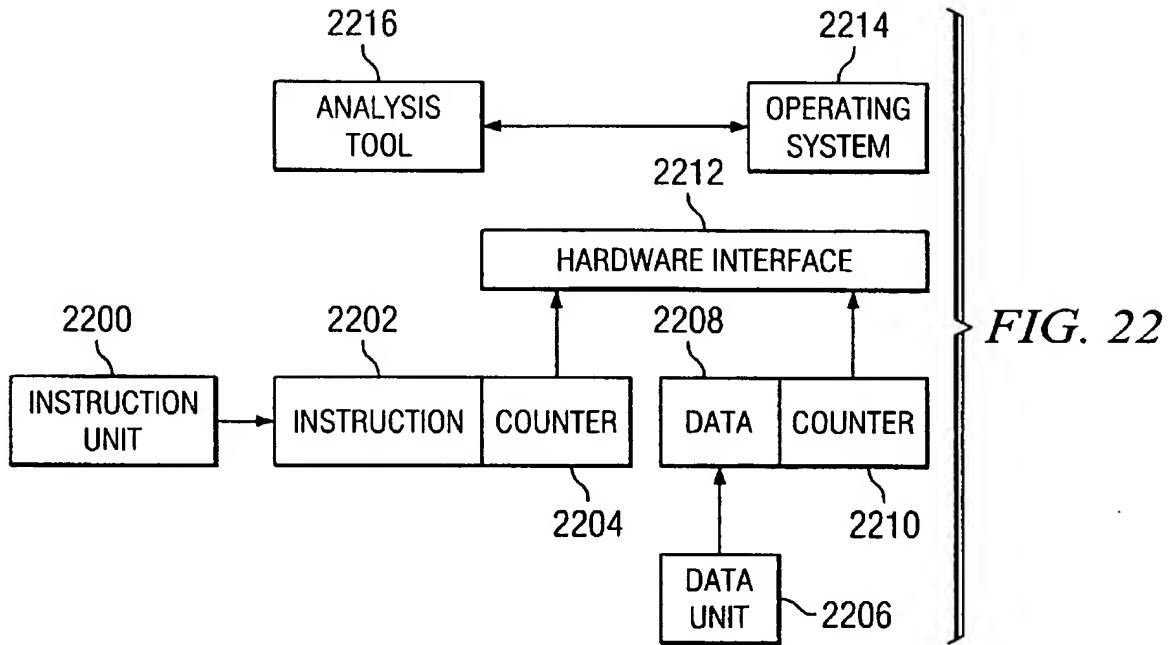 2216
2214
ANALYSIS
TOOL
OPERATING
SYSTEM
2212
HARDWARE INTERFACE
2200
2202
2208
FIG. 22
INSTRUCTION
UNIT
INSTRUCTION
COUNTER
DATA
COUNTER
2204
2210
DATA
UNIT
2206